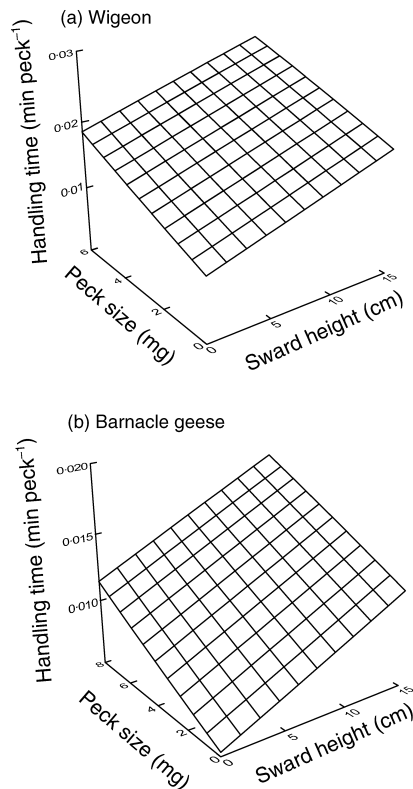 (a) Wigeon
0·03
0·02
0·01
Handling time (min peck⁻¹)
6
4
2
0
Peck size (mg)
0
5
10
15
Sward height (cm)
(b) Barnacle geese
0·020
0·015
0·010
Handling time (min peck⁻¹)
8
6
4
2
0
Peck size (mg)
0
5
10
15
Sward height (cm)